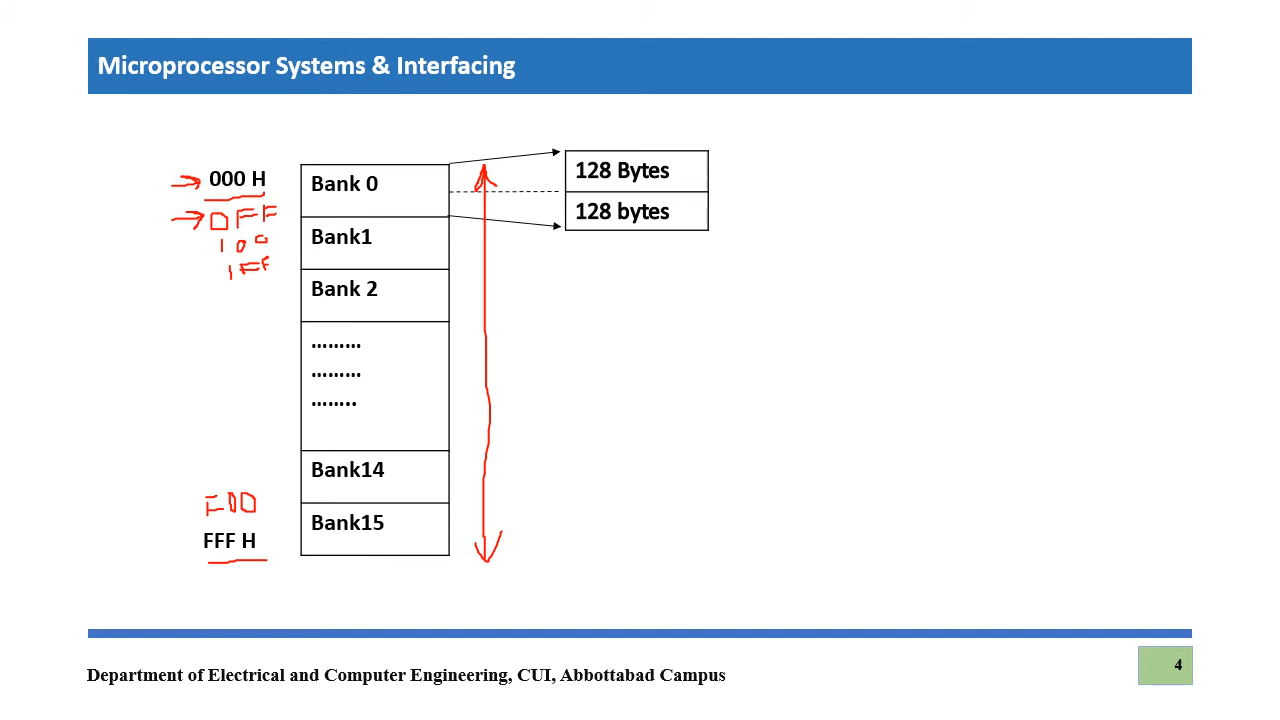 Microprocessor Systems & Interfacing
000 H
0FF
100
1FF
Bank 0
Bank1
Bank 2
.........
.........
........
Bank14
Bank15
F00
FFF H
128 Bytes
128 bytes
Department of Electrical and Computer Engineering, CUI, Abbottabad Campus
4